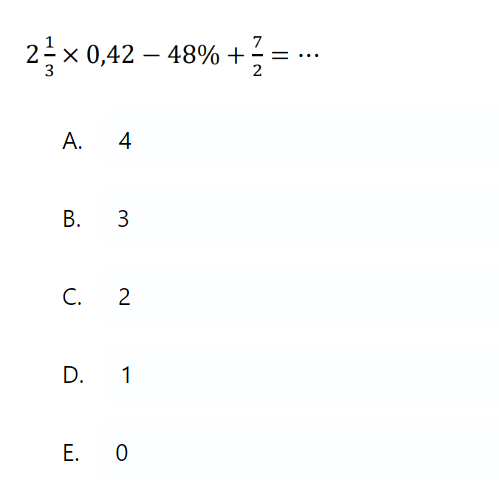 2 1/3 × 0,42 − 48% + 7/2 = ⋯
A. 4
B. 3
C. 2
D. 1
E. 0